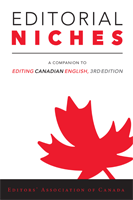 EDITORIAL
NICHES
A COMPANION TO
EDITING CANADIAN ENGLISH, 3RD EDITION
EDITORS' ASSOCIATION OF CANADA